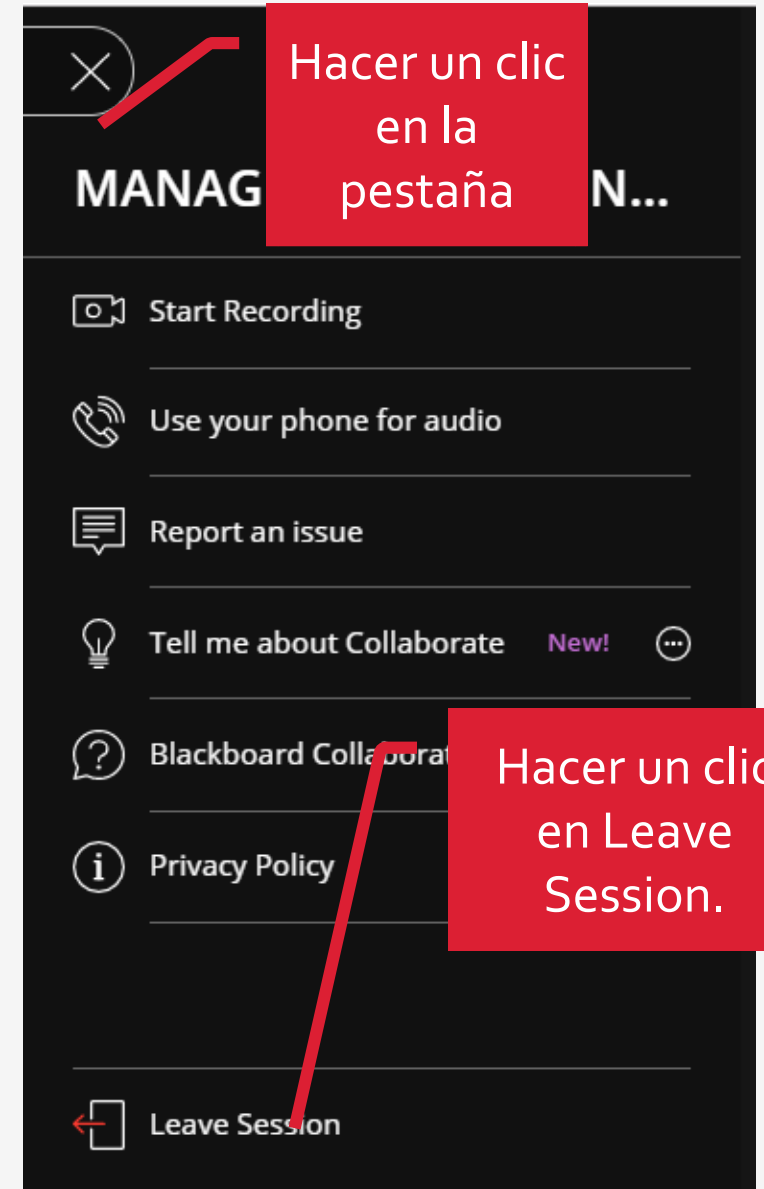 Hacer un clic
en la
pestaña
MANAG N...
Start Recording
Use your phone for audio
Report an issue
Tell me about Collaborate New!
Blackboard Collaborat
Hacer un clic
en Leave
Session.
Privacy Policy
Leave Session